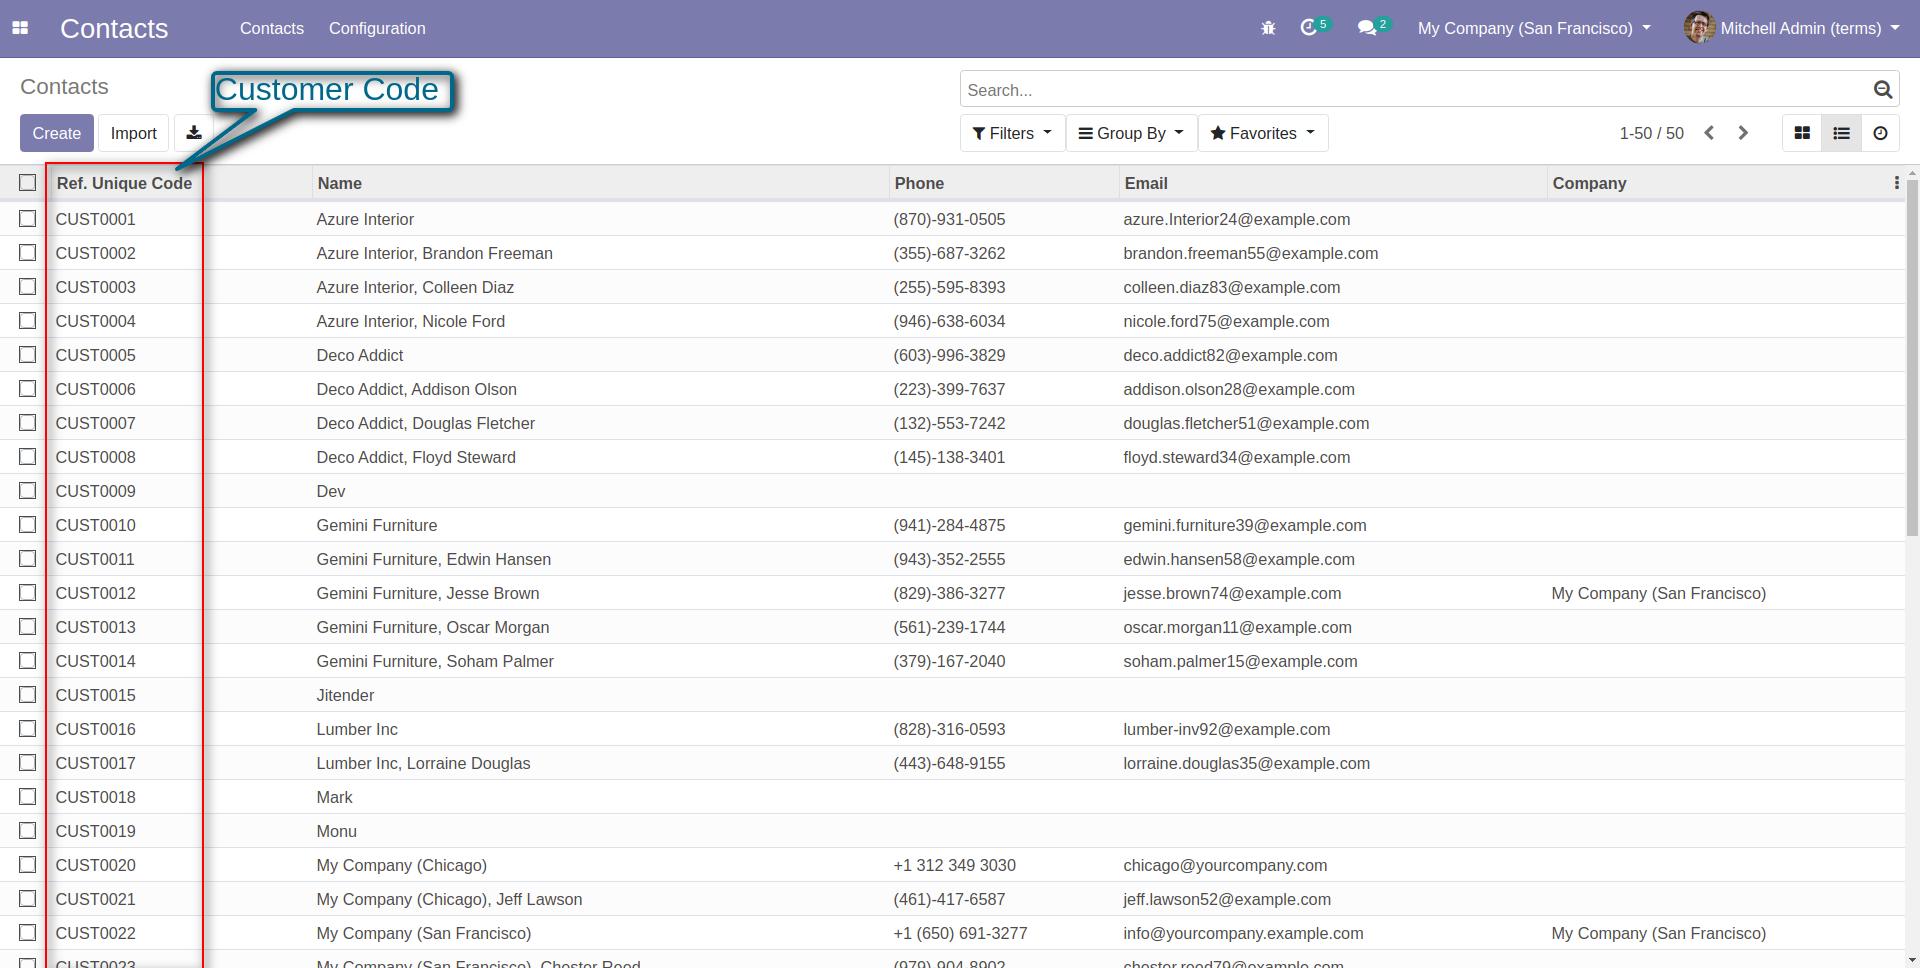 Contacts Contacts Configuration 5 2 My Company (San Francisco) Mitchell Admin (terms)
Contacts Customer Code Search...
Create Import Filters Group By Favorites 1-50 / 50
Ref. Unique Code Name Phone Email Company
CUST0001 Azure Interior (870)-931-0505 azure.Interior24@example.com
CUST0002 Azure Interior, Brandon Freeman (355)-687-3262 brandon.freeman55@example.com
CUST0003 Azure Interior, Colleen Diaz (255)-595-8393 colleen.diaz83@example.com
CUST0004 Azure Interior, Nicole Ford (946)-638-6034 nicole.ford75@example.com
CUST0005 Deco Addict (603)-996-3829 deco.addict82@example.com
CUST0006 Deco Addict, Addison Olson (223)-399-7637 addison.olson28@example.com
CUST0007 Deco Addict, Douglas Fletcher (132)-553-7242 douglas.fletcher51@example.com
CUST0008 Deco Addict, Floyd Steward (145)-138-3401 floyd.steward34@example.com
CUST0009 Dev
CUST0010 Gemini Furniture (941)-284-4875 gemini.furniture39@example.com
CUST0011 Gemini Furniture, Edwin Hansen (943)-352-2555 edwin.hansen58@example.com
CUST0012 Gemini Furniture, Jesse Brown (829)-386-3277 jesse.brown74@example.com My Company (San Francisco)
CUST0013 Gemini Furniture, Oscar Morgan (561)-239-1744 oscar.morgan11@example.com
CUST0014 Gemini Furniture, Soham Palmer (379)-167-2040 soham.palmer15@example.com
CUST0015 Jitender
CUST0016 Lumber Inc (828)-316-0593 lumber-inv92@example.com
CUST0017 Lumber Inc, Lorraine Douglas (443)-648-9155 lorraine.douglas35@example.com
CUST0018 Mark
CUST0019 Monu
CUST0020 My Company (Chicago) +1 312 349 3030 chicago@yourcompany.com
CUST0021 My Company (Chicago), Jeff Lawson (461)-417-6587 jeff.lawson52@example.com
CUST0022 My Company (San Francisco) +1 (650) 691-3277 info@yourcompany.example.com My Company (San Francisco)
CUST0023 My Company (San Francisco), Chester Reed (979)-904-8902 chester.reed79@example.com